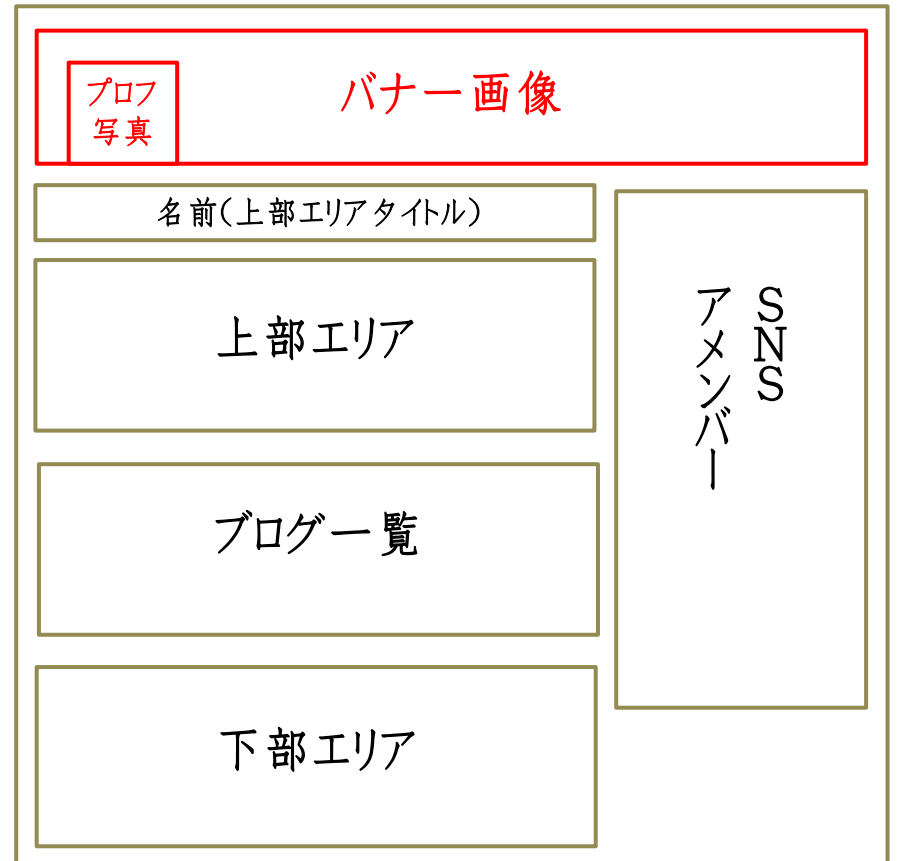 バナー画像
プロフ
写真
名前(上部エリアタイトル)
上部エリア
SNS
アメンバー
ブログ一覧
下部エリア